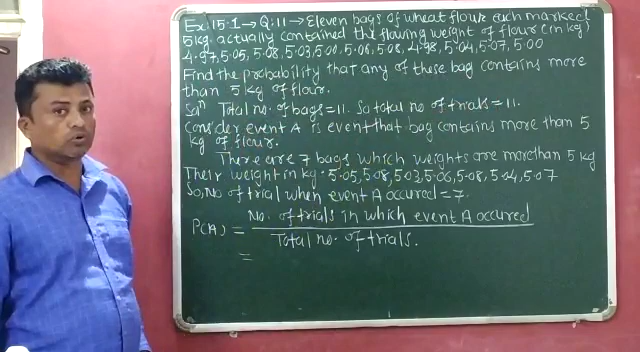 Ex:15.1→Q:11→Eleven bags of wheat flour each marked
5kg actually contained the flowing weight of flour(in kg)
4.97,5.05, 5.08,5.03,5.00, 5.06,5.08, 4.98, 5.04,5.07,5.00
Find the probability that any of these bag contains more
than 5 kg of flour.
Solⁿ Total no. of bags=11. So total no of trials=11.
Consider event A is event that bag contains more than 5
kg of flour.
There are 7 bags which weights are more than 5 kg
Their weight in kg. 5.05,5.08,5.03,5.06,5.08,5.04,5.07
So, No of trial when event A occured=7.
P(A) = No. of trials in which event A occured
Total no. of trials.
=